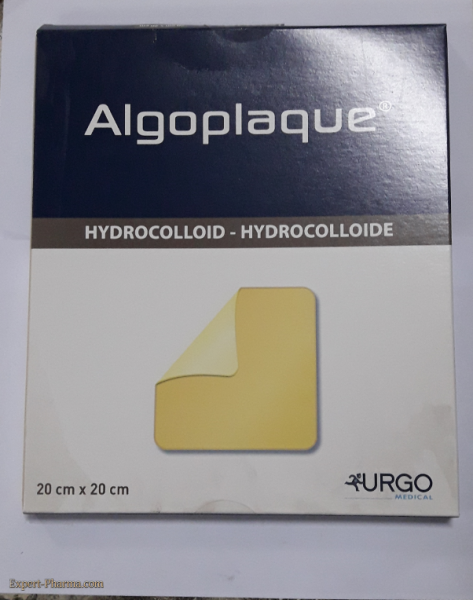 Algoplaque®
HYDROCOLLOID - HYDROCOLLOIDE
20 cm x 20 cm
URGO
MEDICAL
Expert-Pharma.com